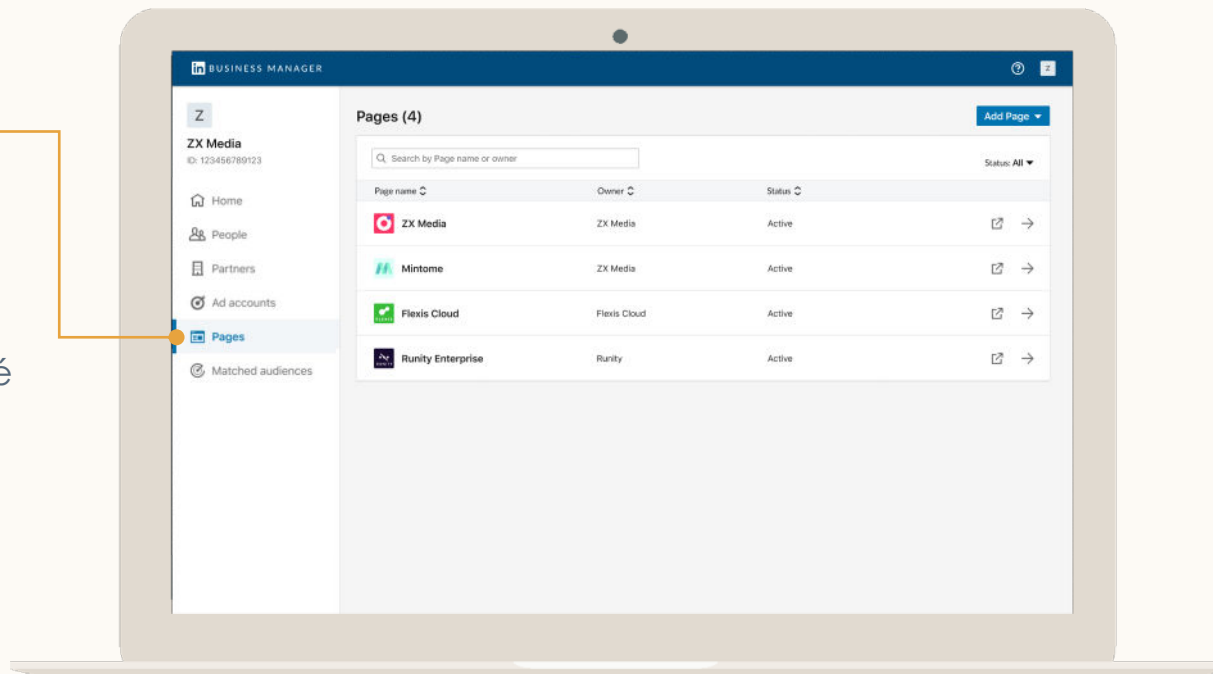 in BUSINESS MANAGER
Z
Z
ZX Media
ID: 123456789123
Home
People
Partners
Ad accounts
Pages
Matched audiences
é
Pages (4)
Add Page
Search by Page name or owner
Status: All
Page name Owner Status
ZX Media ZX Media Active
Mintome ZX Media Active
Flexis Cloud Flexis Cloud Active
Runity Enterprise Runity Active